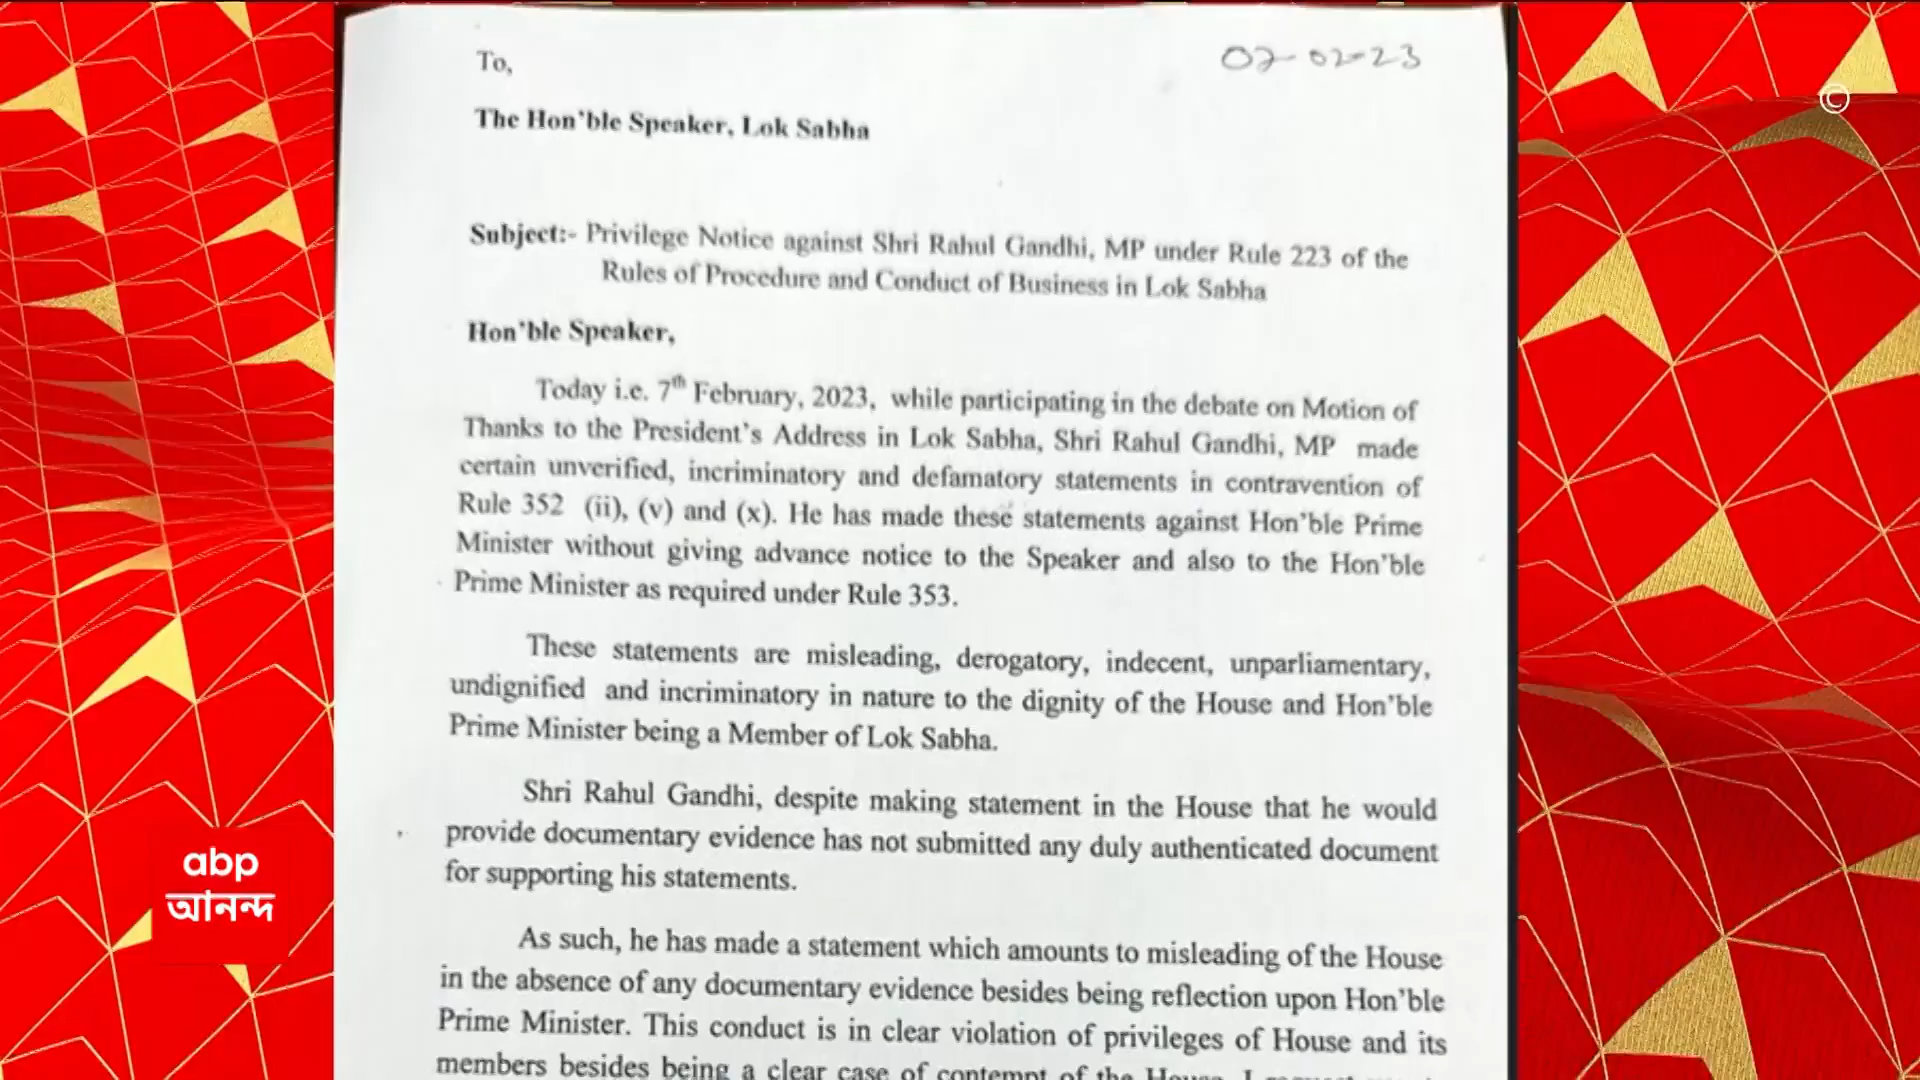 To,
07-02-23
©
The Hon'ble Speaker, Lok Sabha
Subject:- Privilege Notice against Shri Rahul Gandhi, MP under Rule 223 of the
Rules of Procedure and Conduct of Business in Lok Sabha
Hon'ble Speaker,
Today i.e. 7th February, 2023, while participating in the debate on Motion of
Thanks to the President's Address in Lok Sabha, Shri Rahul Gandhi, MP made
certain unverified, incriminatory and defamatory statements in contravention of
Rule 352 (ii), (v) and (x). He has made these statements against Hon'ble Prime
Minister without giving advance notice to the Speaker and also to the Hon'ble
Prime Minister as required under Rule 353.
These statements are misleading, derogatory, indecent, unparliamentary,
undignified and incriminatory in nature to the dignity of the House and Hon'ble
Prime Minister being a Member of Lok Sabha.
Shri Rahul Gandhi, despite making statement in the House that he would
provide documentary evidence has not submitted any duly authenticated document
for supporting his statements.
As such, he has made a statement which amounts to misleading of the House
in the absence of any documentary evidence besides being reflection upon Hon'ble
Prime Minister. This conduct is in clear violation of privileges of House and its
members besides being a clear case of contempt of the House. I
abp
আনন্দ